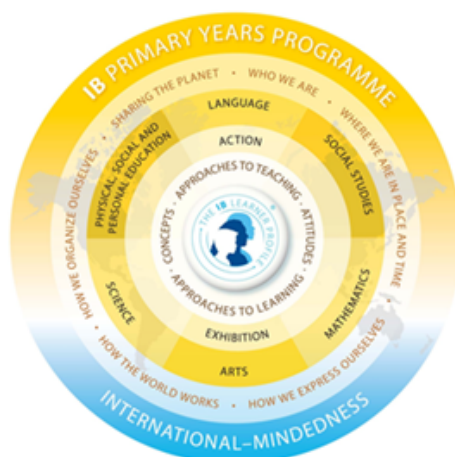 IB PRIMARY YEARS PROGRAMME
SHARING THE PLANET • WHO WE ARE • WHERE WE ARE IN PLACE AND TIME • HOW WE EXPRESS OURSELVES • HOW THE WORLD WORKS • HOW WE ORGANIZE OURSELVES
LANGUAGE
SOCIAL STUDIES
MATHEMATICS
ARTS
SCIENCE
PHYSICAL, SOCIAL AND
PERSONAL EDUCATION
ACTION
EXHIBITION
APPROACHES TO TEACHING · ATTITUDES · APPROACHES TO LEARNING · CONCEPTS
THE IB LEARNER PROFILE
INTERNATIONAL–MINDEDNESS